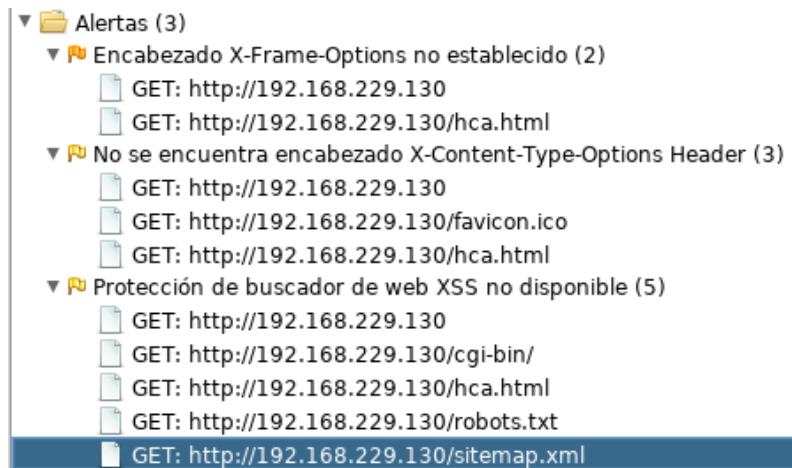 Alertas (3)
Encabezado X-Frame-Options no establecido (2)
GET: http://192.168.229.130
GET: http://192.168.229.130/hca.html
No se encuentra encabezado X-Content-Type-Options Header (3)
GET: http://192.168.229.130
GET: http://192.168.229.130/favicon.ico
GET: http://192.168.229.130/hca.html
Protección de buscador de web XSS no disponible (5)
GET: http://192.168.229.130
GET: http://192.168.229.130/cgi-bin/
GET: http://192.168.229.130/hca.html
GET: http://192.168.229.130/robots.txt
GET: http://192.168.229.130/sitemap.xml